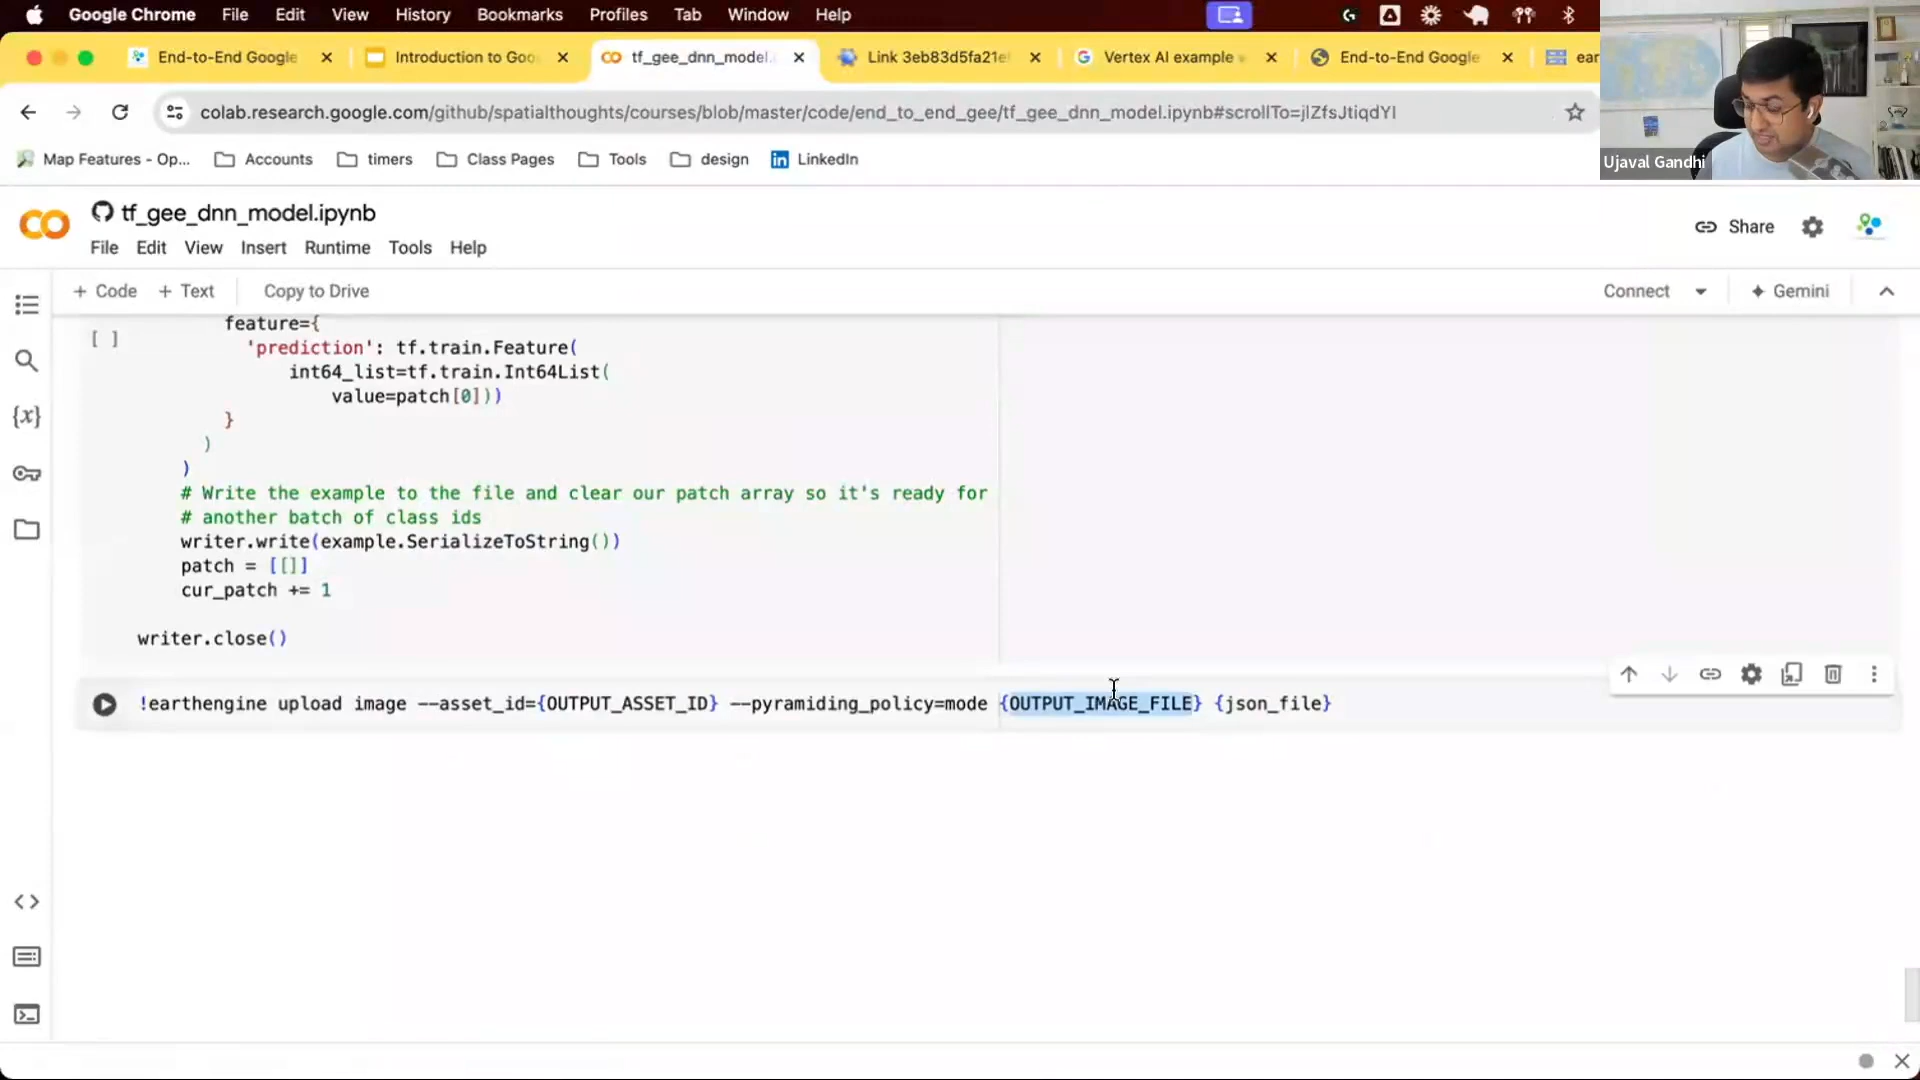 Google Chrome File Edit View History Bookmarks Profiles Tab Window Help
End-to-End Google
Introduction to Goo
tf_gee_dnn_model.
Link 3eb83d5fa21e
Vertex AI example
End-to-End Google
ear
colab.research.google.com/github/spatialthoughts/courses/blob/master/code/end_to_end_gee/tf_gee_dnn_model.ipynb#scrollTo=jlZfsJtiqdYI
Ujaval Gandhi
Map Features - Op... Accounts timers Class Pages Tools design LinkedIn
tf_gee_dnn_model.ipynb
Share
File Edit View Insert Runtime Tools Help
+ Code + Text Copy to Drive
Connect Gemini
[ ]
feature={
'prediction': tf.train.Feature(
int64_list=tf.train.Int64List(
value=patch[0]))
}
)
)
# Write the example to the file and clear our patch array so it's ready for
# another batch of class ids
writer.write(example.SerializeToString())
patch = [[]]
cur_patch += 1
writer.close()
!earthengine upload image --asset_id={OUTPUT_ASSET_ID} --pyramiding_policy=mode {OUTPUT_IMAGE_FILE} {json_file}